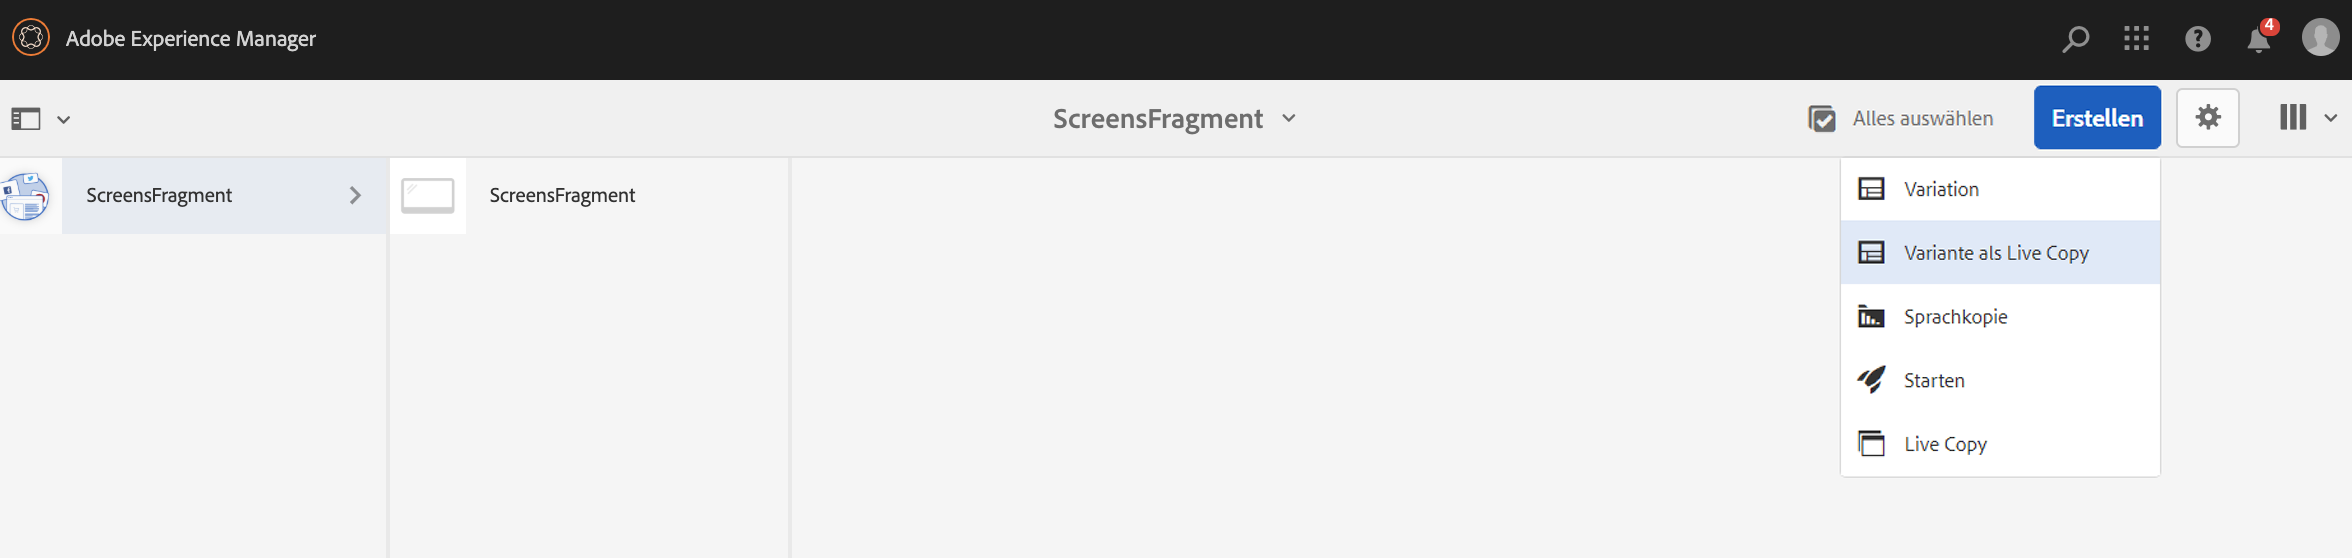 Adobe Experience Manager
4
ScreensFragment
Alles auswählen
Erstellen
ScreensFragment
ScreensFragment
Variation
Variante als Live Copy
Sprachkopie
Starten
Live Copy